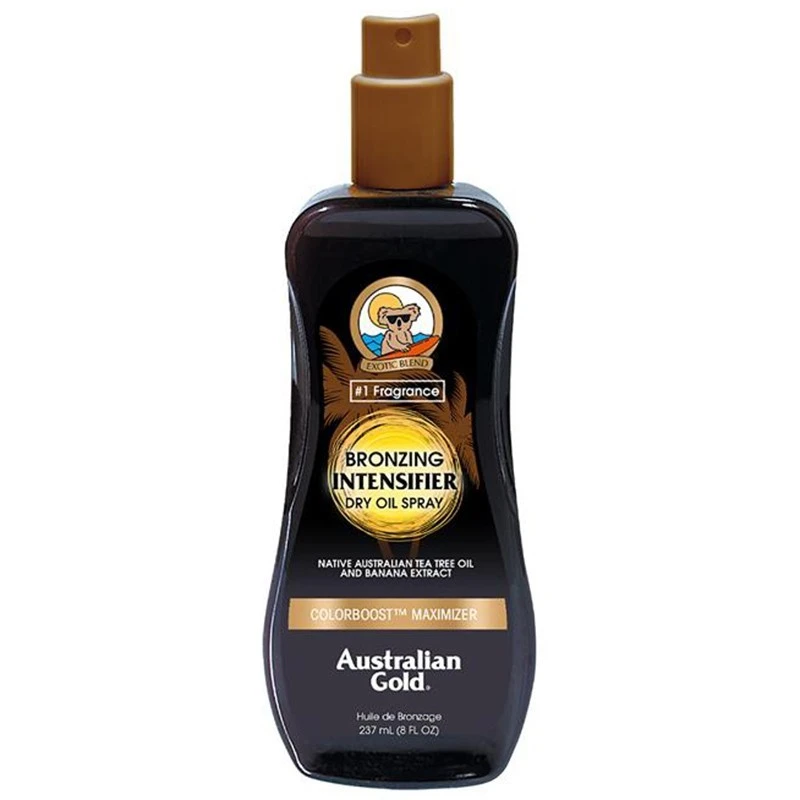 EXOTIC BLEND
#1 Fragrance
BRONZING
INTENSIFIER
DRY OIL SPRAY
NATIVE AUSTRALIAN TEA TREE OIL
AND BANANA EXTRACT
COLORBOOST™ MAXIMIZER
Australian
Gold®
Huile de Bronzage
237 mL (8 FL OZ)